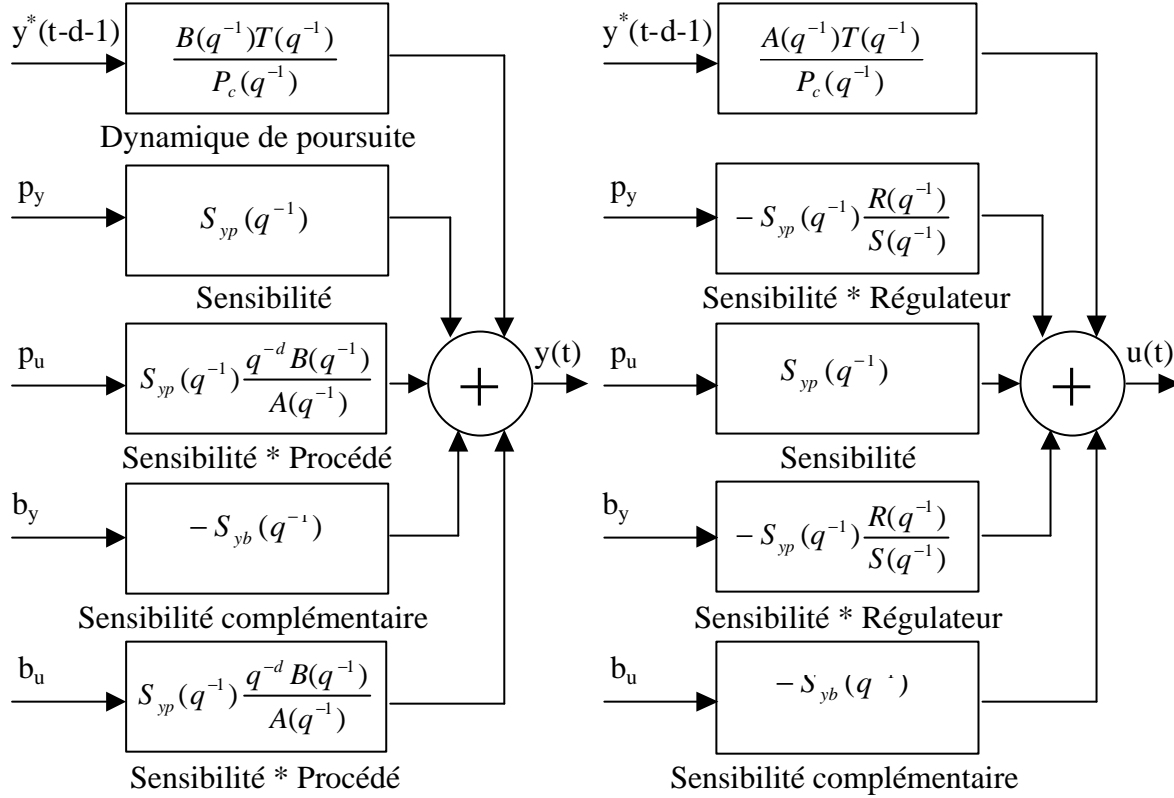 y*(t-d-1)
B(q⁻¹)T(q⁻¹)
P_c(q⁻¹)
Dynamique de poursuite
p_y
S_yp(q⁻¹)
Sensibilité
p_u
S_yp(q⁻¹) q⁻ᵈ B(q⁻¹)
A(q⁻¹)
Sensibilité * Procédé
b_y
− S_yb(q⁻¹)
Sensibilité complémentaire
b_u
S_yp(q⁻¹) q⁻ᵈ B(q⁻¹)
A(q⁻¹)
Sensibilité * Procédé
+
y(t)
y*(t-d-1)
A(q⁻¹)T(q⁻¹)
P_c(q⁻¹)
p_y
− S_yp(q⁻¹) R(q⁻¹)
S(q⁻¹)
Sensibilité * Régulateur
p_u
S_yp(q⁻¹)
Sensibilité
b_y
− S_yp(q⁻¹) R(q⁻¹)
S(q⁻¹)
Sensibilité * Régulateur
b_u
− S_yb(q⁻¹)
Sensibilité complémentaire
+
u(t)